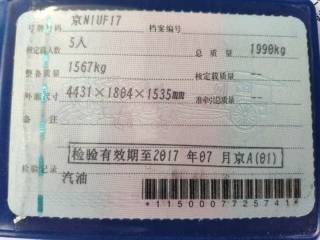 号牌号码 京N1UF17 档案编号
核定载人数 5人 总质量 1990kg
整备质量 1567kg 核定载质量
外廓尺寸 4431×1804×1535mm 准牵引总质量
备注
检验有效期至2017年07月京A(01)
检验记录 汽油
*1150007725741*